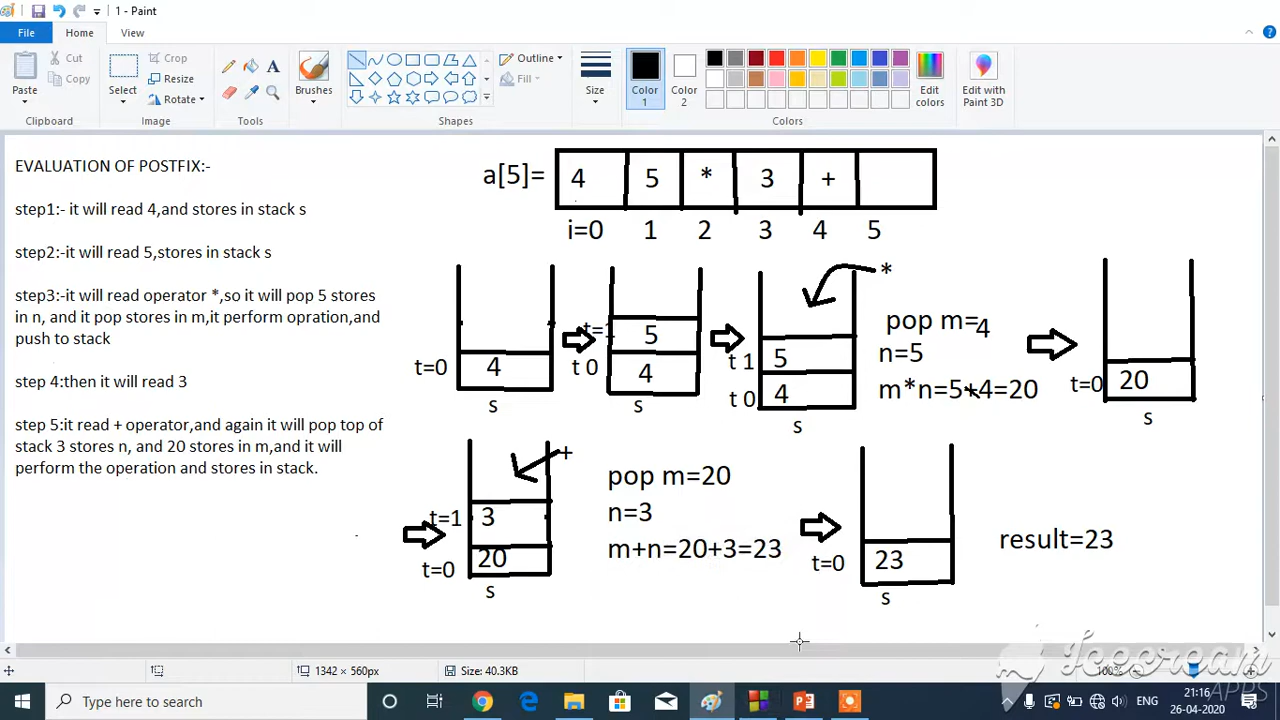 1 - Paint
File
Home
View
Paste
Cut
Copy
Clipboard
Select
Crop
Resize
Rotate
Image
A
Tools
Brushes
Outline
Fill
Shapes
Size
Color
1
Color
2
Colors
Edit
colors
Edit with
Paint 3D
EVALUATION OF POSTFIX:-
step1:- it will read 4,and stores in stack s
step2:-it will read 5,stores in stack s
step3:-it will read operator *,so it will pop 5 stores
in n, and it pop stores in m,it perform opration,and
push to stack
step 4:then it will read 3
step 5:it read + operator,and again it will pop top of
stack 3 stores n, and 20 stores in m,and it will
perform the operation and stores in stack.
a[5]= 4 5 * 3 +
i=0 1 2 3 4 5
t=0 4
s
t=1 5
t 0 4
s
*
t 1 5
t 0 4
s
pop m=4
n=5
m*n=5*4=20
t=0 20
s
+
t=1 3
t=0 20
s
pop m=20
n=3
m+n=20+3=23
t=0 23
s
result=23
1342 × 560px
Size: 40.3KB
100%
Icecream
APPS
Type here to search
ENG
21:16
26-04-2020